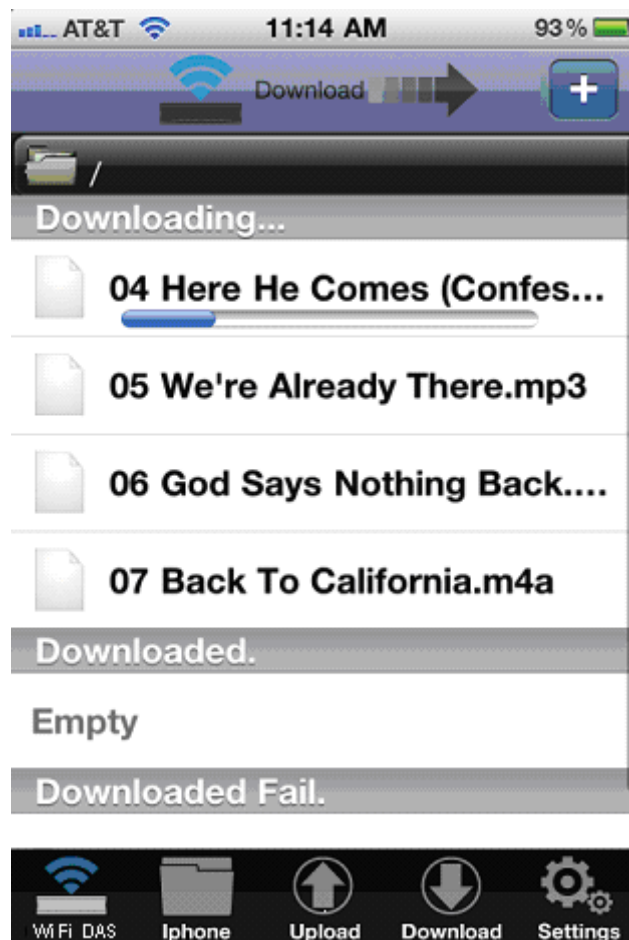 AT&T 11:14 AM 93%
Download
/
Downloading...
04 Here He Comes (Confes...
05 We're Already There.mp3
06 God Says Nothing Back....
07 Back To California.m4a
Downloaded.
Empty
Downloaded Fail.
WiFi DAS Iphone Upload Download Settings